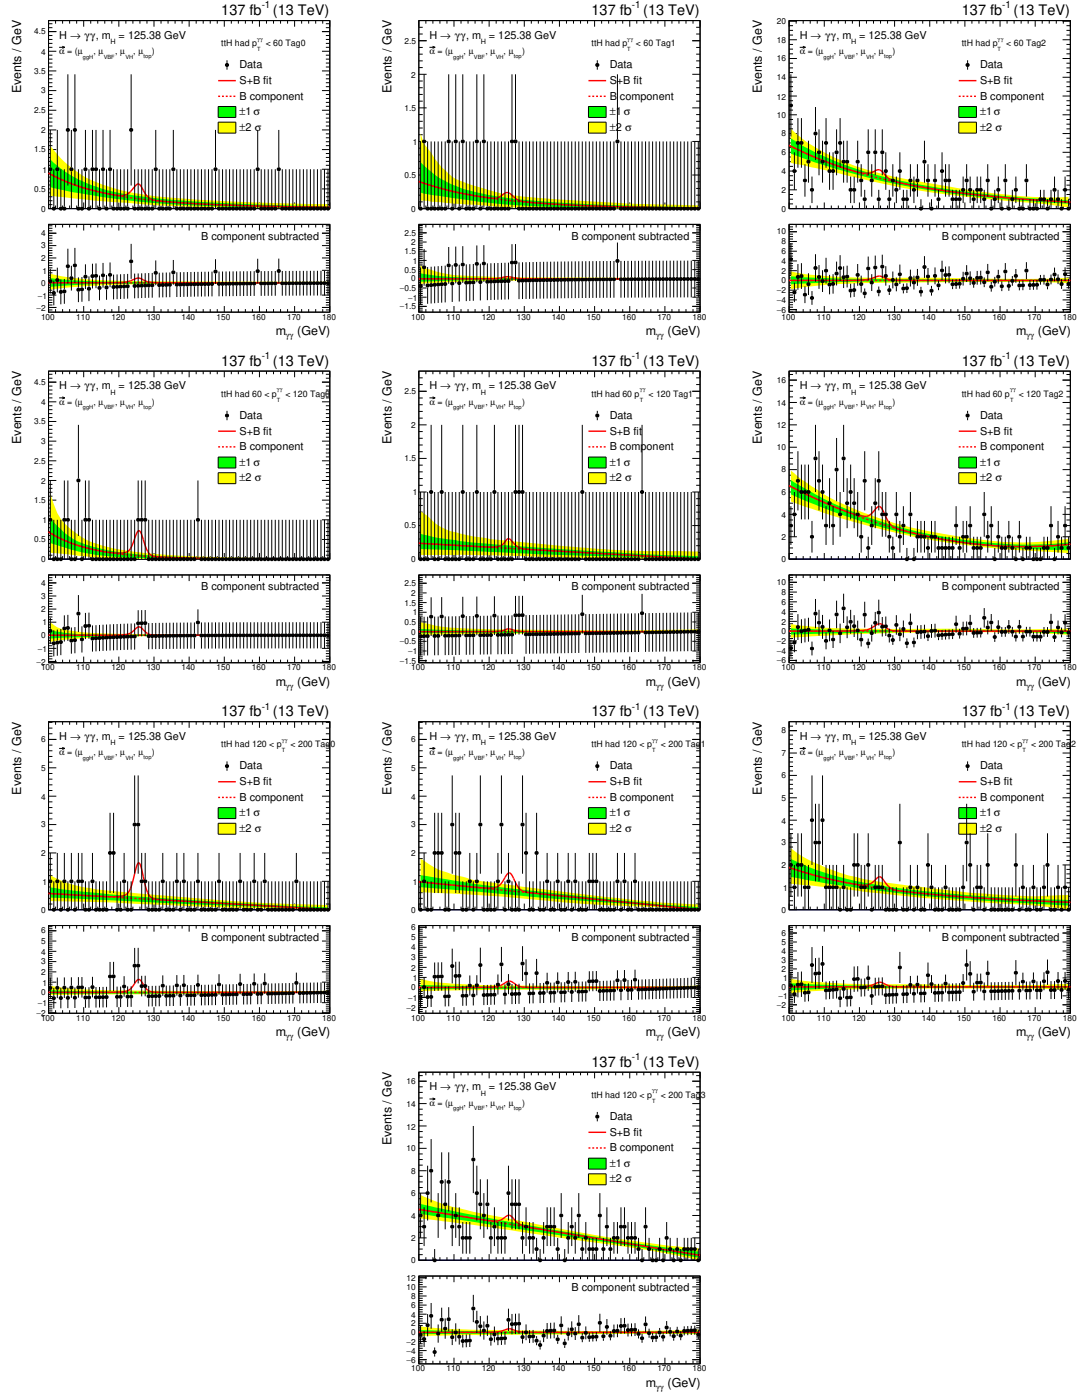 137 fb⁻¹ (13 TeV)
Events / GeV
H → γγ, m_H = 125.38 GeV
ttH had p_T^γγ < 60 Tag0
α⃗ = (μ_ggH, μ_VBF, μ_VH, μ_top)
Data
S+B fit
B component
±1 σ
±2 σ
B component subtracted
m_γγ (GeV)
137 fb⁻¹ (13 TeV)
Events / GeV
H → γγ, m_H = 125.38 GeV
ttH had p_T^γγ < 60 Tag1
α⃗ = (μ_ggH, μ_VBF, μ_VH, μ_top)
Data
S+B fit
B component
±1 σ
±2 σ
B component subtracted
m_γγ (GeV)
137 fb⁻¹ (13 TeV)
Events / GeV
H → γγ, m_H = 125.38 GeV
ttH had p_T^γγ < 60 Tag2
α⃗ = (μ_ggH, μ_VBF, μ_VH, μ_top)
Data
S+B fit
B component
±1 σ
±2 σ
B component subtracted
m_γγ (GeV)
137 fb⁻¹ (13 TeV)
Events / GeV
H → γγ, m_H = 125.38 GeV
ttH had 60 < p_T^γγ < 120 Tag0
α⃗ = (μ_ggH, μ_VBF, μ_VH, μ_top)
Data
S+B fit
B component
±1 σ
±2 σ
B component subtracted
m_γγ (GeV)
137 fb⁻¹ (13 TeV)
Events / GeV
H → γγ, m_H = 125.38 GeV
ttH had 60 p_T^γγ < 120 Tag1
α⃗ = (μ_ggH, μ_VBF, μ_VH, μ_top)
Data
S+B fit
B component
±1 σ
±2 σ
B component subtracted
m_γγ (GeV)
137 fb⁻¹ (13 TeV)
Events / GeV
H → γγ, m_H = 125.38 GeV
ttH had 60 p_T^γγ < 120 Tag2
α⃗ = (μ_ggH, μ_VBF, μ_VH, μ_top)
Data
S+B fit
B component
±1 σ
±2 σ
B component subtracted
m_γγ (GeV)
137 fb⁻¹ (13 TeV)
Events / GeV
H → γγ, m_H = 125.38 GeV
ttH had 120 < p_T^γγ < 200 Tag0
α⃗ = (μ_ggH, μ_VBF, μ_VH, μ_top)
Data
S+B fit
B component
±1 σ
±2 σ
B component subtracted
m_γγ (GeV)
137 fb⁻¹ (13 TeV)
Events / GeV
H → γγ, m_H = 125.38 GeV
ttH had 120 < p_T^γγ < 200 Tag1
α⃗ = (μ_ggH, μ_VBF, μ_VH, μ_top)
Data
S+B fit
B component
±1 σ
±2 σ
B component subtracted
m_γγ (GeV)
137 fb⁻¹ (13 TeV)
Events / GeV
H → γγ, m_H = 125.38 GeV
ttH had 120 < p_T^γγ < 200 Tag2
α⃗ = (μ_ggH, μ_VBF, μ_VH, μ_top)
Data
S+B fit
B component
±1 σ
±2 σ
B component subtracted
m_γγ (GeV)
137 fb⁻¹ (13 TeV)
Events / GeV
H → γγ, m_H = 125.38 GeV
ttH had 120 < p_T^γγ < 200 Tag3
α⃗ = (μ_ggH, μ_VBF, μ_VH, μ_top)
Data
S+B fit
B component
±1 σ
±2 σ
B component subtracted
m_γγ (GeV)